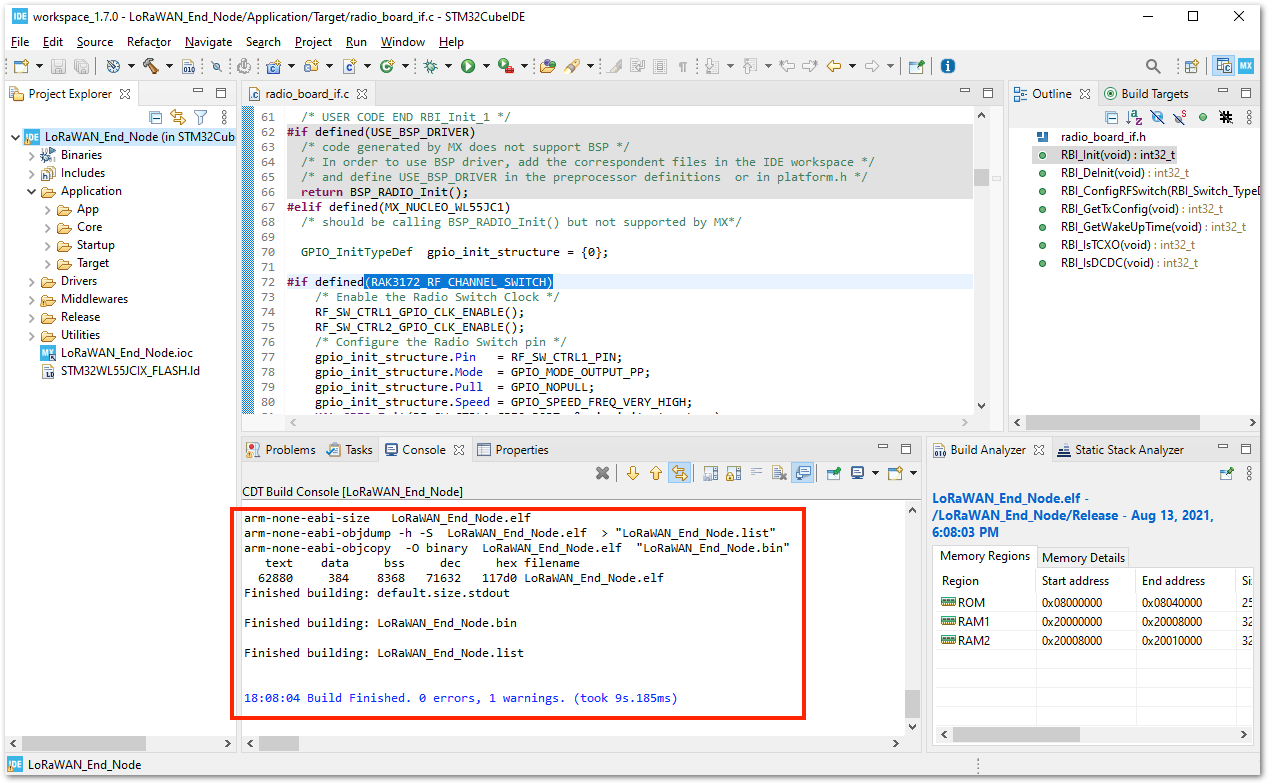 workspace_1.7.0 - LoRaWAN_End_Node/Application/Target/radio_board_if.c - STM32CubeIDE
File Edit Source Refactor Navigate Search Project Run Window Help
Project Explorer
LoRaWAN_End_Node (in STM32Cub
Binaries
Includes
Application
App
Core
Startup
Target
Drivers
Middlewares
Release
Utilities
LoRaWAN_End_Node.ioc
STM32WL55JCIX_FLASH.ld
radio_board_if.c
61 /* USER CODE END RBI_Init_1 */
62 #if defined(USE_BSP_DRIVER)
63 /* code generated by MX does not support BSP */
64 /* In order to use BSP driver, add the correspondent files in the IDE workspace */
65 /* and define USE_BSP_DRIVER in the preprocessor definitions  or in platform.h */
66 return BSP_RADIO_Init();
67 #elif defined(MX_NUCLEO_WL55JC1)
68 /* should be calling BSP_RADIO_Init() but not supported by MX*/
69
70 GPIO_InitTypeDef  gpio_init_structure = {0};
71
72 #if defined(RAK3172_RF_CHANNEL_SWITCH)
73 /* Enable the Radio Switch Clock */
74 RF_SW_CTRL1_GPIO_CLK_ENABLE();
75 RF_SW_CTRL2_GPIO_CLK_ENABLE();
76 /* Configure the Radio Switch pin */
77 gpio_init_structure.Pin   = RF_SW_CTRL1_PIN;
78 gpio_init_structure.Mode  = GPIO_MODE_OUTPUT_PP;
79 gpio_init_structure.Pull  = GPIO_NOPULL;
80 gpio_init_structure.Speed = GPIO_SPEED_FREQ_VERY_HIGH;
Outline
Build Targets
radio_board_if.h
RBI_Init(void) : int32_t
RBI_DeInit(void) : int32_t
RBI_ConfigRFSwitch(RBI_Switch_TypeD
RBI_GetTxConfig(void) : int32_t
RBI_GetWakeUpTime(void) : int32_t
RBI_IsTCXO(void) : int32_t
RBI_IsDCDC(void) : int32_t
Problems Tasks Console Properties
CDT Build Console [LoRaWAN_End_Node]
arm-none-eabi-size   LoRaWAN_End_Node.elf
arm-none-eabi-objdump -h -S  LoRaWAN_End_Node.elf  > "LoRaWAN_End_Node.list"
arm-none-eabi-objcopy  -O binary  LoRaWAN_End_Node.elf  "LoRaWAN_End_Node.bin"
text    data     bss     dec     hex filename
62880     384    8368   71632   117d0 LoRaWAN_End_Node.elf
Finished building: default.size.stdout
Finished building: LoRaWAN_End_Node.bin
Finished building: LoRaWAN_End_Node.list
18:08:04 Build Finished. 0 errors, 1 warnings. (took 9s.185ms)
Build Analyzer Static Stack Analyzer
LoRaWAN_End_Node.elf -
/LoRaWAN_End_Node/Release - Aug 13, 2021,
6:08:03 PM
Memory Regions Memory Details
Region Start address End address Si
ROM 0x08000000 0x08040000 25
RAM1 0x20000000 0x20008000 32
RAM2 0x20008000 0x20010000 32
LoRaWAN_End_Node